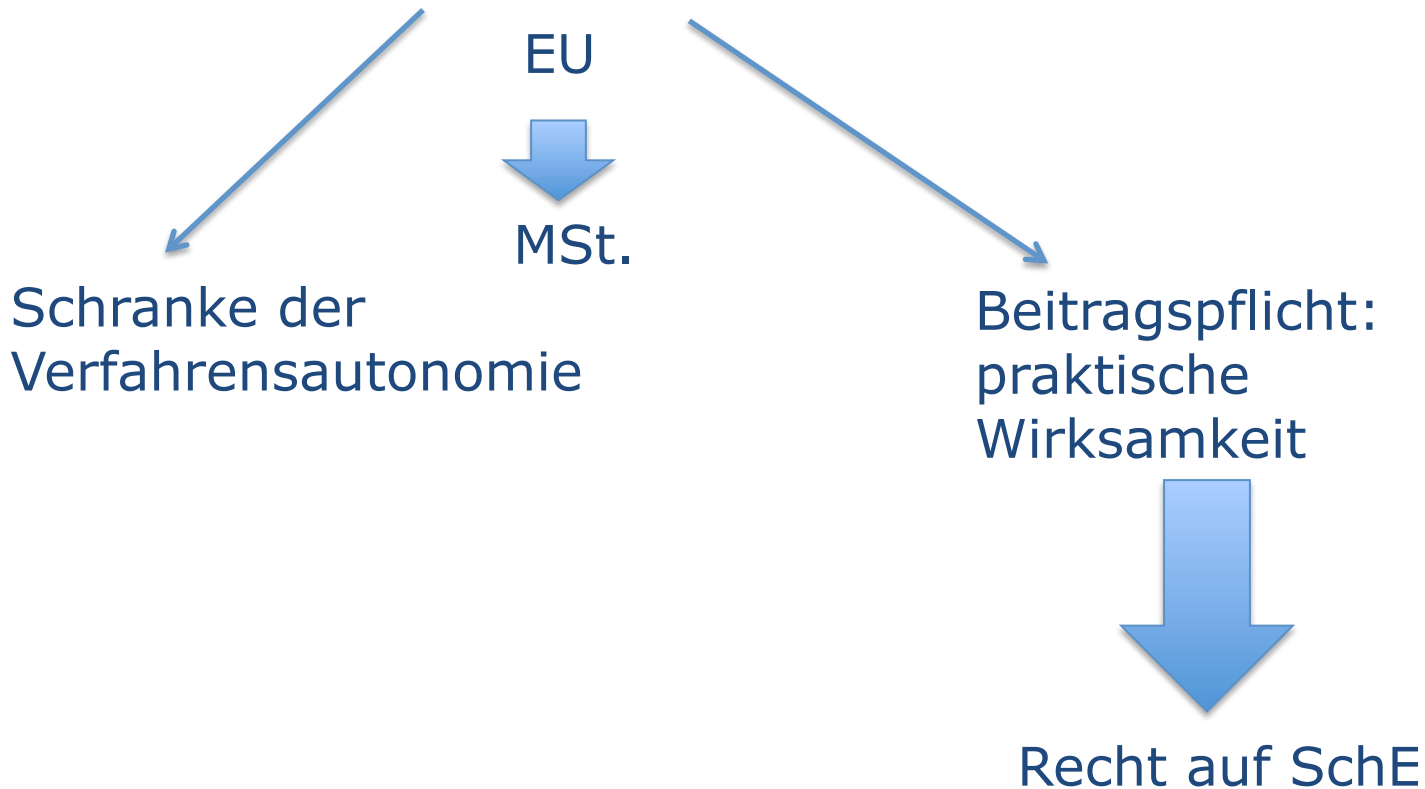 EU
MSt.
Schranke der
Verfahrensautonomie
Beitragspflicht:
praktische
Wirksamkeit
Recht auf SchE